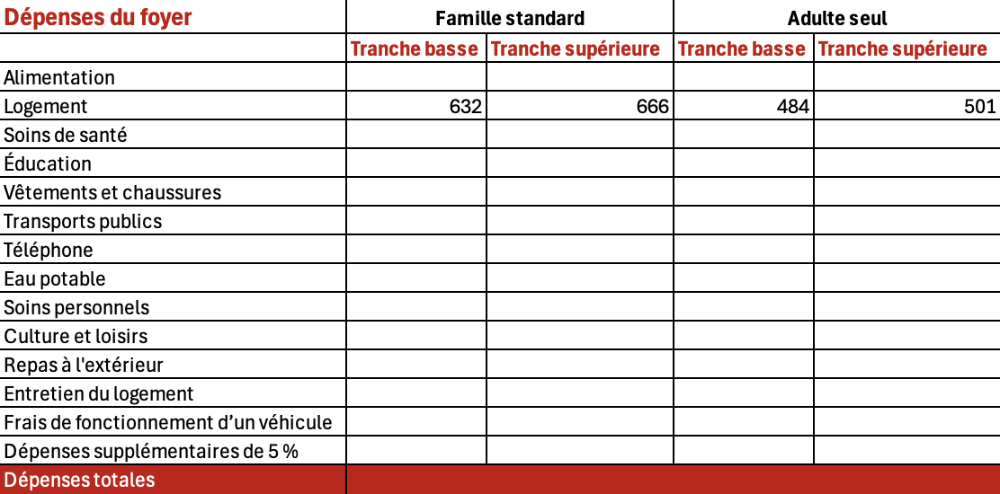 Dépenses du foyer Famille standard Adulte seul
Tranche basse Tranche supérieure Tranche basse Tranche supérieure
Alimentation
Logement 632 666 484 501
Soins de santé
Éducation
Vêtements et chaussures
Transports publics
Téléphone
Eau potable
Soins personnels
Culture et loisirs
Repas à l'extérieur
Entretien du logement
Frais de fonctionnement d’un véhicule
Dépenses supplémentaires de 5 %
Dépenses totales